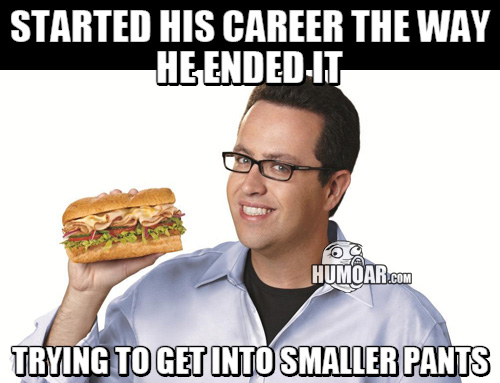 STARTED HIS CAREER THE WAY
HE ENDED IT
HUMOAR.COM
TRYING TO GET INTO SMALLER PANTS